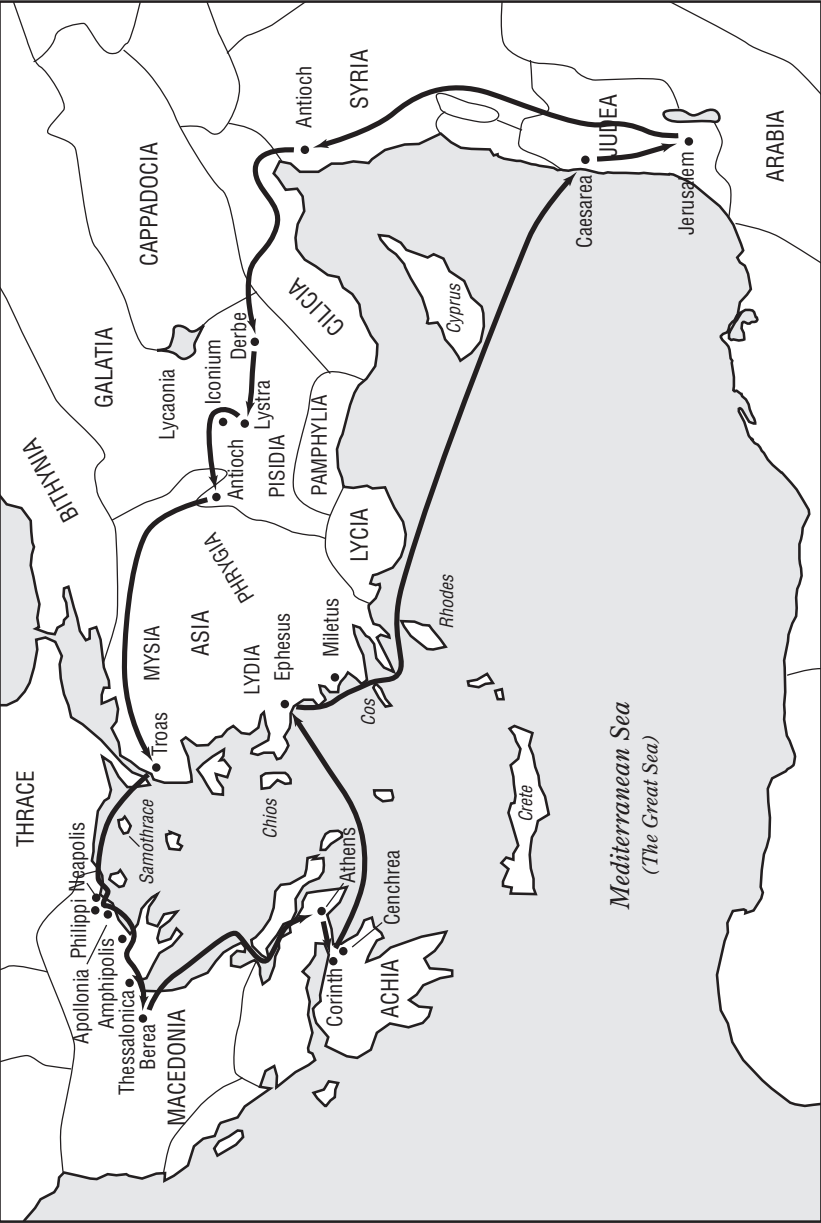 THRACE
BITHYNIA
GALATIA
CAPPADOCIA
Apollonia
Philippi
Neapolis
Amphipolis
Thessalonica
Berea
MACEDONIA
Samothrace
Troas
MYSIA
ASIA
PHRYGIA
LYDIA
Ephesus
Miletus
Chios
Cos
Athens
Cenchrea
Corinth
ACHIA
Antioch
PISIDIA
PAMPHYLIA
LYCIA
Lycaonia
Iconium
Lystra
Derbe
CILICIA
Antioch
SYRIA
Cyprus
Rhodes
Crete
Caesarea
JUDEA
Jerusalem
ARABIA
Mediterranean Sea
(The Great Sea)